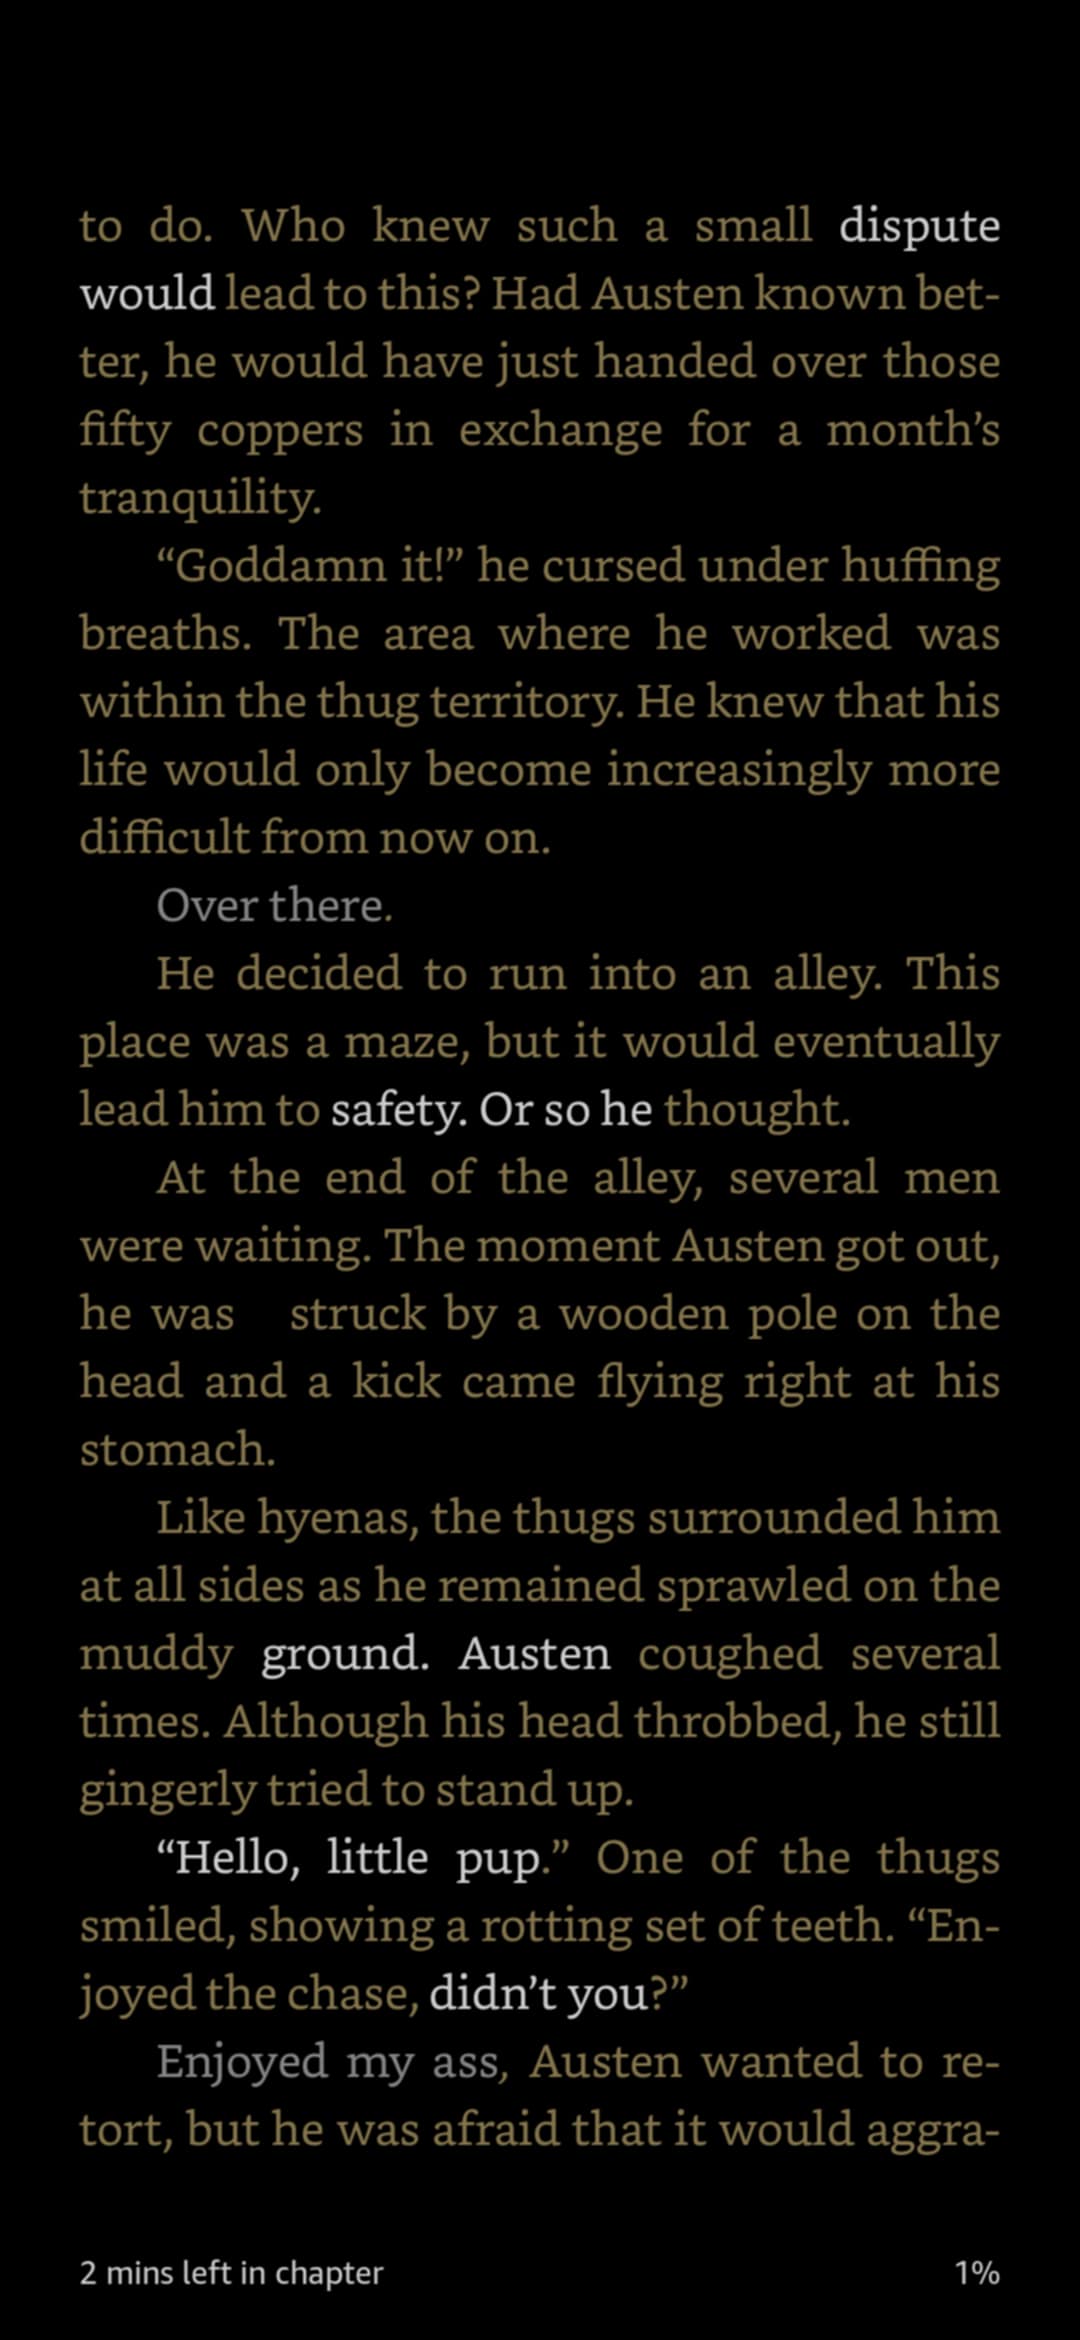 to do. Who knew such a small dispute
would lead to this? Had Austen known bet-
ter, he would have just handed over those
fifty coppers in exchange for a month’s
tranquility.
“Goddamn it!” he cursed under huffing
breaths. The area where he worked was
within the thug territory. He knew that his
life would only become increasingly more
difficult from now on.
Over there.
He decided to run into an alley. This
place was a maze, but it would eventually
lead him to safety. Or so he thought.
At the end of the alley, several men
were waiting. The moment Austen got out,
he was struck by a wooden pole on the
head and a kick came flying right at his
stomach.
Like hyenas, the thugs surrounded him
at all sides as he remained sprawled on the
muddy ground. Austen coughed several
times. Although his head throbbed, he still
gingerly tried to stand up.
“Hello, little pup.” One of the thugs
smiled, showing a rotting set of teeth. “En-
joyed the chase, didn’t you?”
Enjoyed my ass, Austen wanted to re-
tort, but he was afraid that it would aggra-
2 mins left in chapter 1%